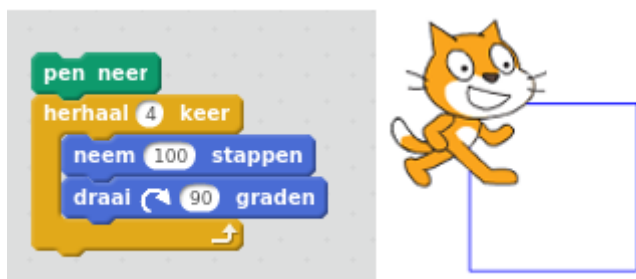 pen neer
herhaal 4 keer
neem 100 stappen
draai 90 graden